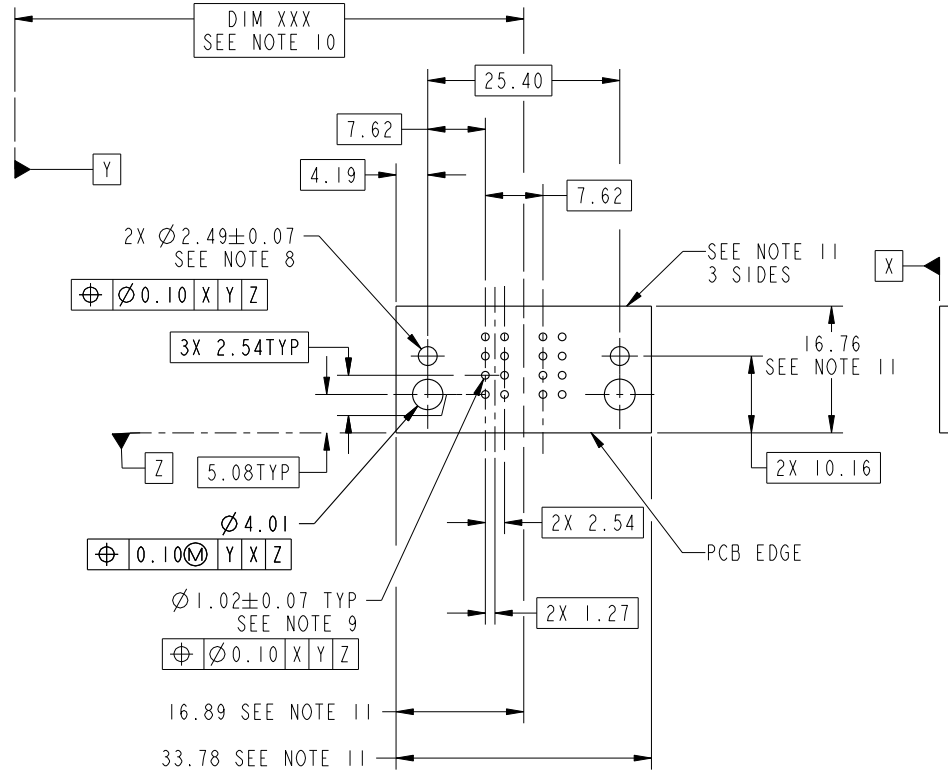 DIM XXX
SEE NOTE 10
25.40
7.62
Y
4.19
7.62
2X Ø2.49±0.07
SEE NOTE 8
SEE NOTE 11
3 SIDES
X
⌖ Ø0.10 X Y Z
3X 2.54TYP
16.76
SEE NOTE 11
Z
5.08TYP
2X 10.16
Ø4.01
2X 2.54
⌖ 0.10Ⓜ Y X Z
PCB EDGE
Ø1.02±0.07 TYP
SEE NOTE 9
2X 1.27
⌖ Ø0.10 X Y Z
16.89 SEE NOTE 11
33.78 SEE NOTE 11